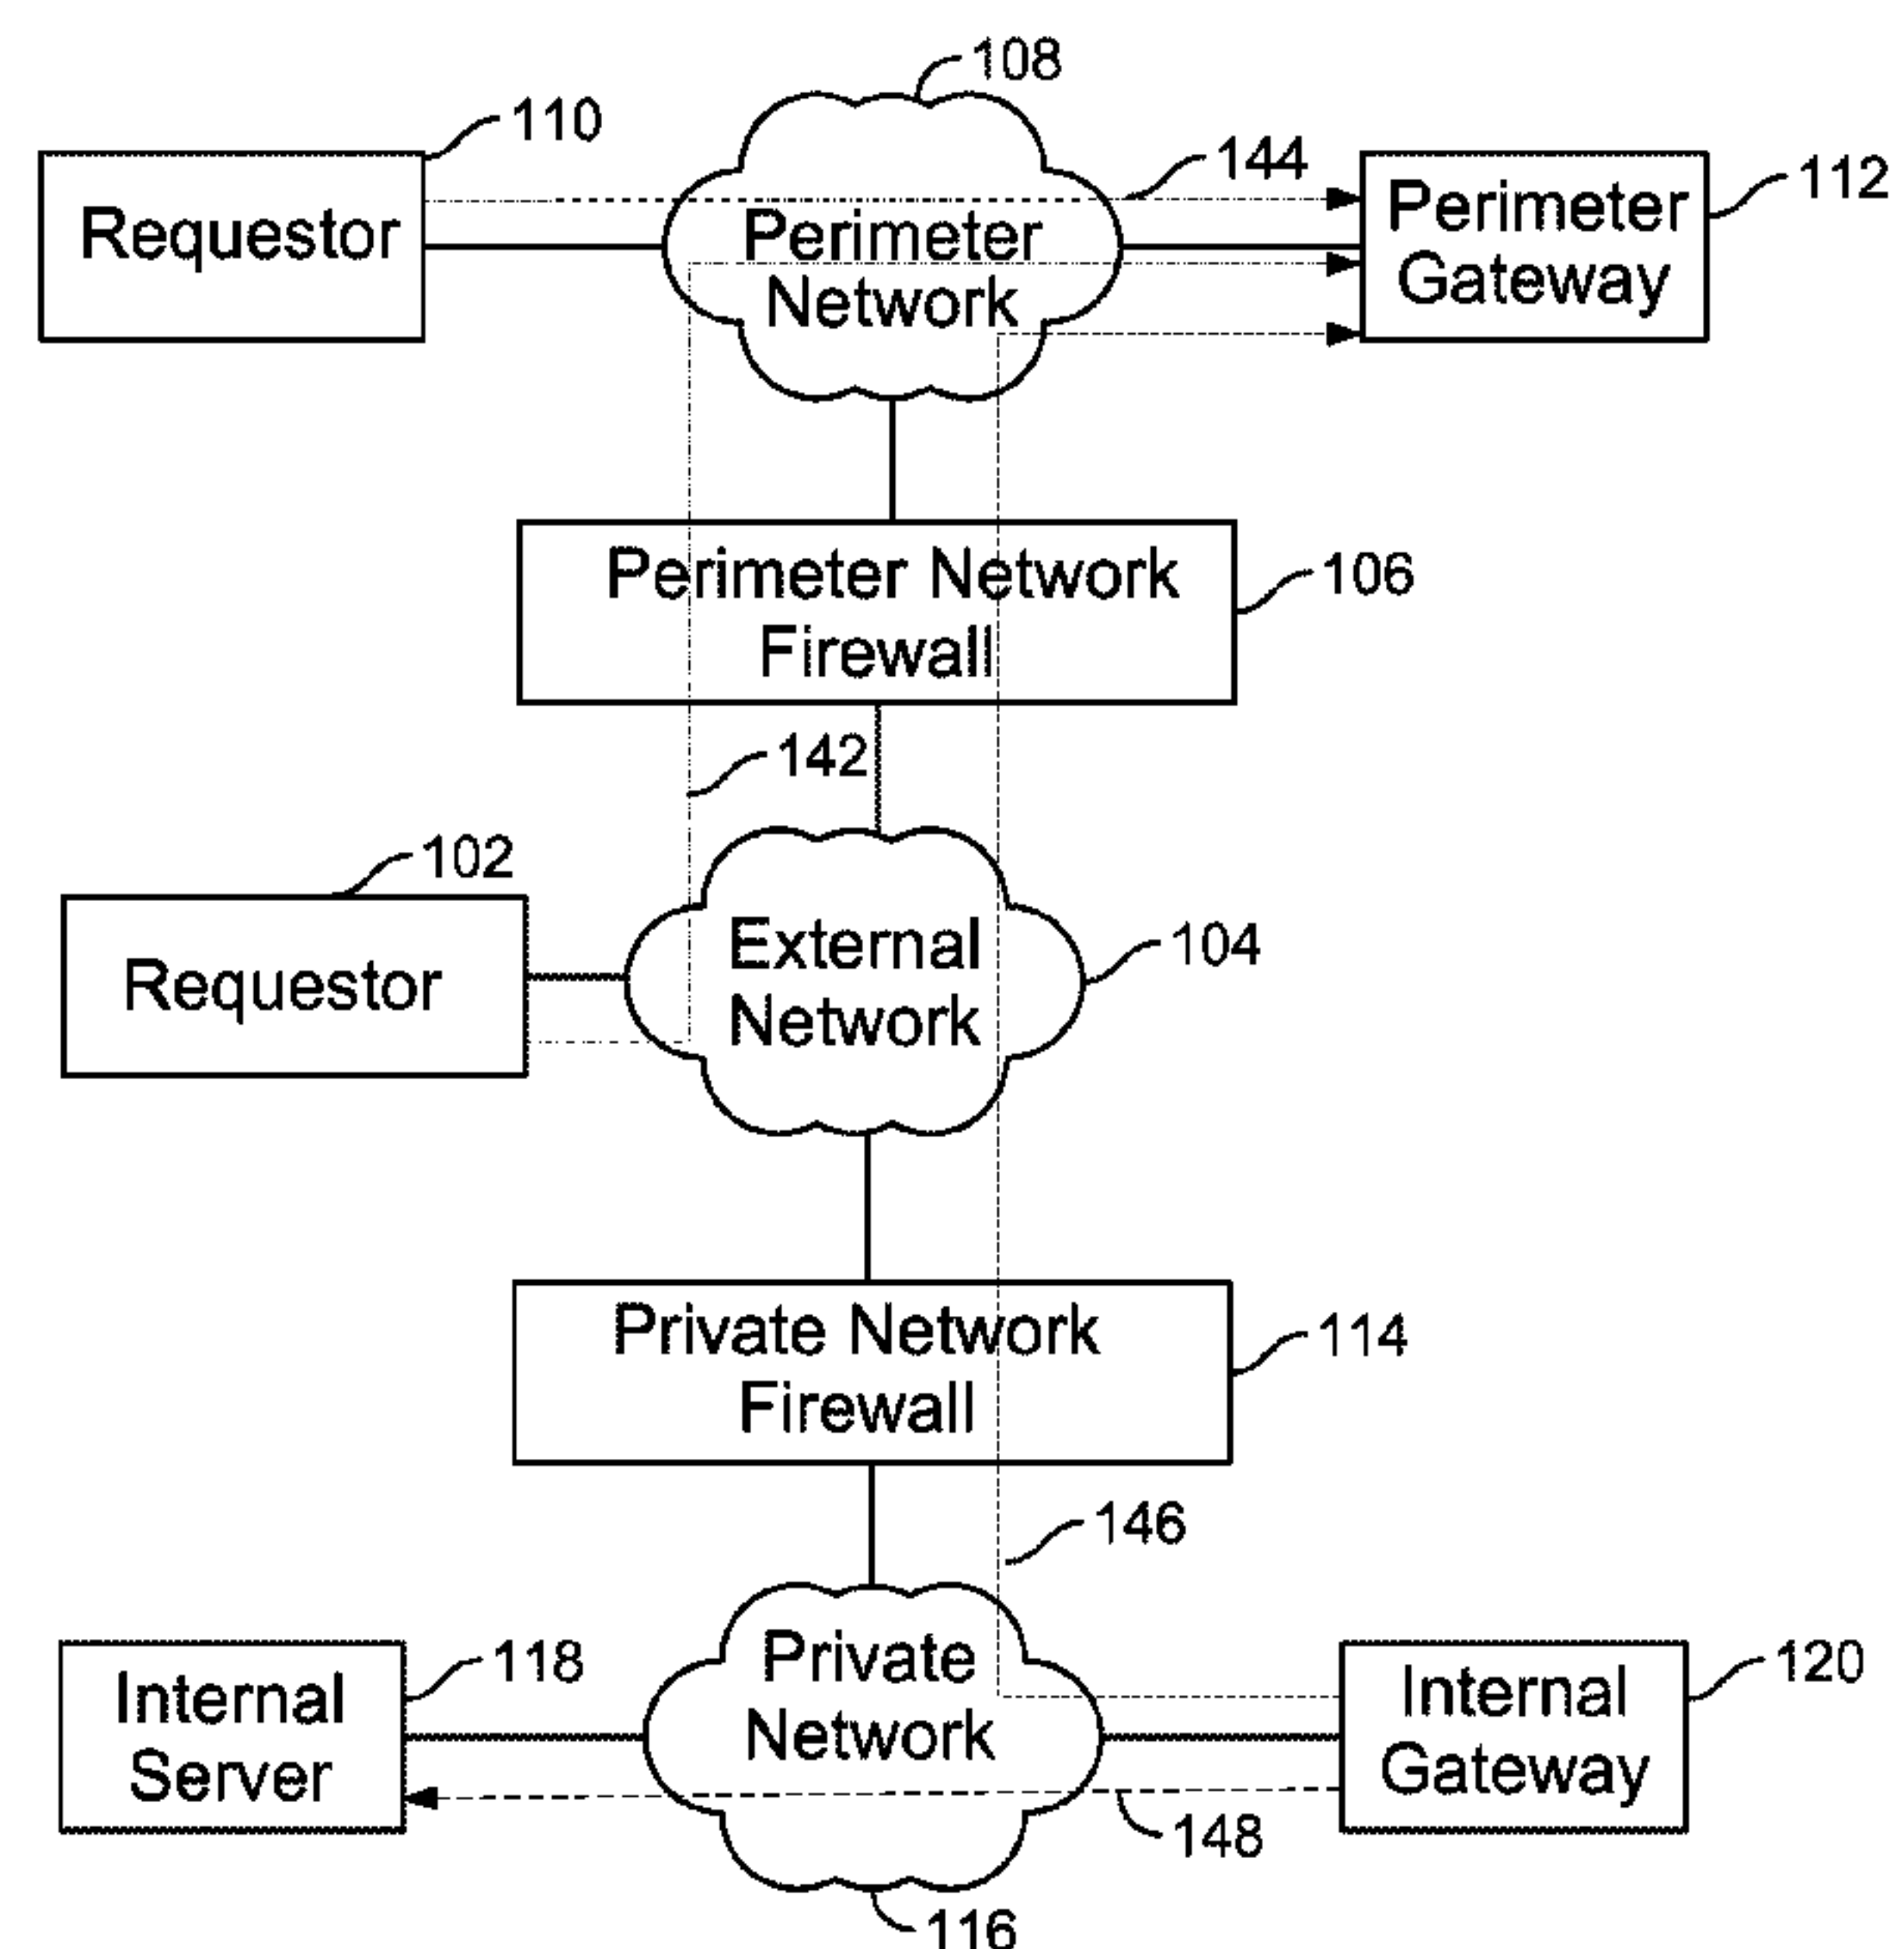 108
110
144
112
Requestor
Perimeter
Network
Perimeter
Gateway
Perimeter Network
Firewall
106
142
102
Requestor
External
Network
104
Private Network
Firewall
114
146
118
Internal
Server
Private
Network
120
Internal
Gateway
148
116